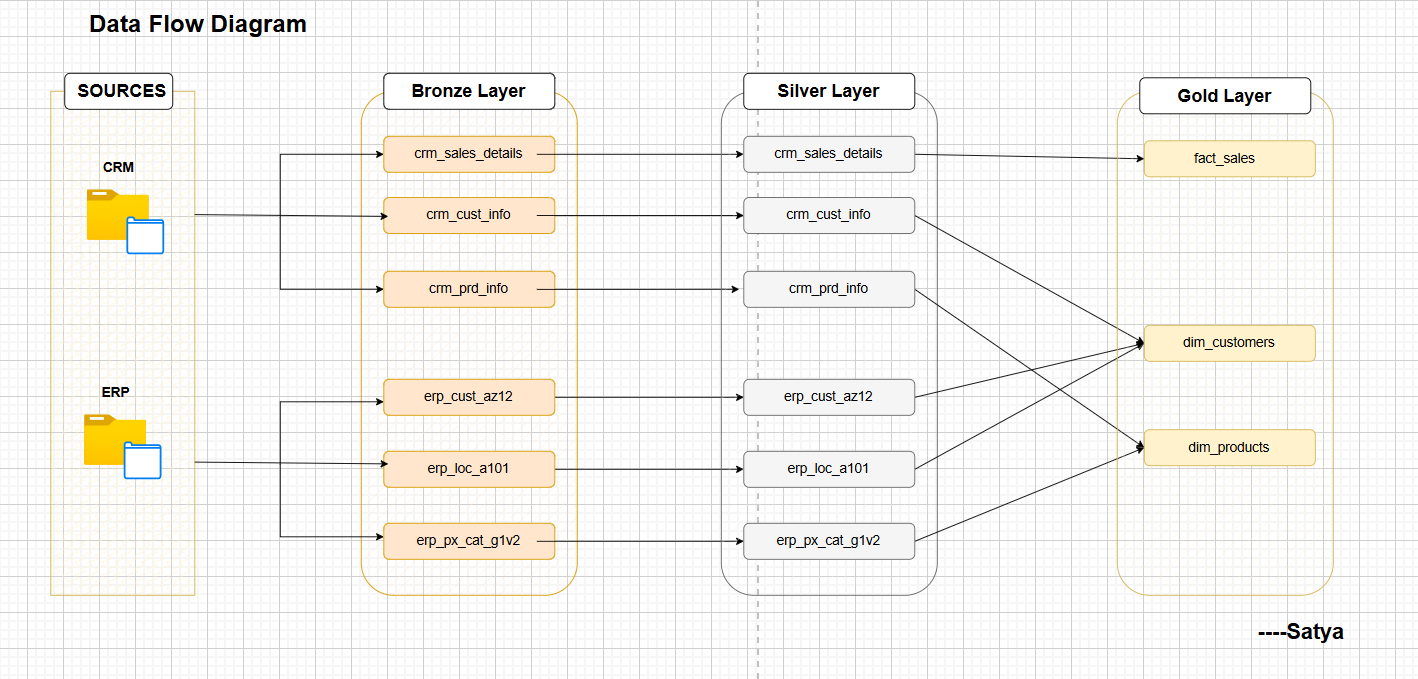 Data Flow Diagram
SOURCES
CRM
ERP
Bronze Layer
crm_sales_details
crm_cust_info
crm_prd_info
erp_cust_az12
erp_loc_a101
erp_px_cat_g1v2
Silver Layer
crm_sales_details
crm_cust_info
crm_prd_info
erp_cust_az12
erp_loc_a101
erp_px_cat_g1v2
Gold Layer
fact_sales
dim_customers
dim_products
----Satya